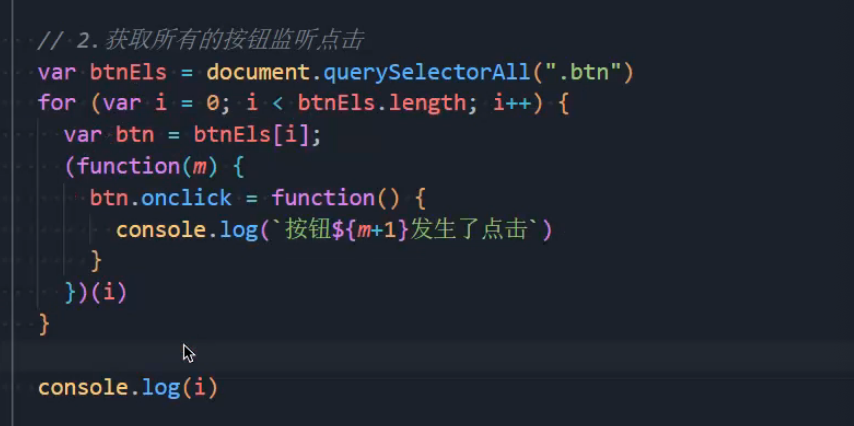 // 2.获取所有的按钮监听点击
var btnEls = document.querySelectorAll(".btn")
for (var i = 0; i < btnEls.length; i++) {
var btn = btnEls[i];
(function(m) {
btn.onclick = function() {
console.log(`按钮${m+1}发生了点击`)
}
})(i)
}
console.log(i)